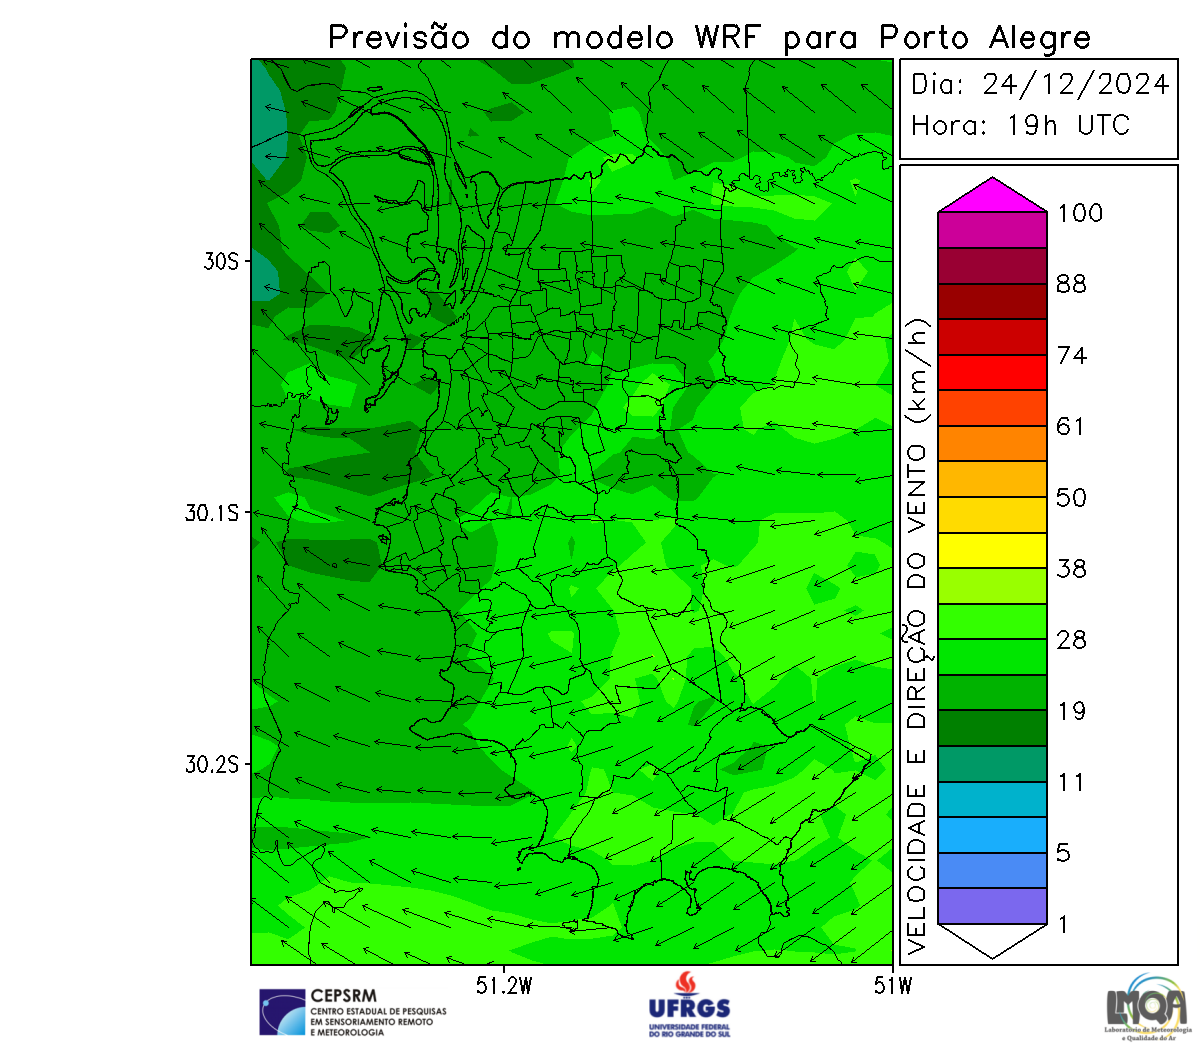 Previsão do modelo WRF para Porto Alegre
Dia: 24/12/2024
Hora: 19h UTC
30S
30.1S
30.2S
51.2W
51W
VELOCIDADE E DIREÇÃO DO VENTO (km/h)
100
88
74
61
50
38
28
19
11
5
1
CEPSRM
CENTRO ESTADUAL DE PESQUISAS
EM SENSORIAMENTO REMOTO
E METEOROLOGIA
UFRGS
UNIVERSIDADE FEDERAL
DO RIO GRANDE DO SUL
LMQA
Laboratório de Meteorologia
e Qualidade do Ar